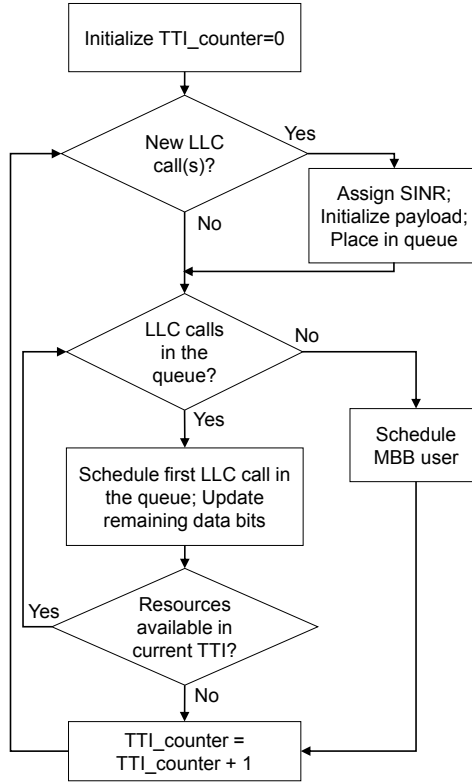 Initialize TTI_counter=0
New LLC
call(s)?
Yes
No
Assign SINR;
Initialize payload;
Place in queue
LLC calls
in the
queue?
No
Yes
Schedule
MBB user
Schedule first LLC call in
the queue; Update
remaining data bits
Resources
available in
current TTI?
Yes
No
TTI_counter =
TTI_counter + 1